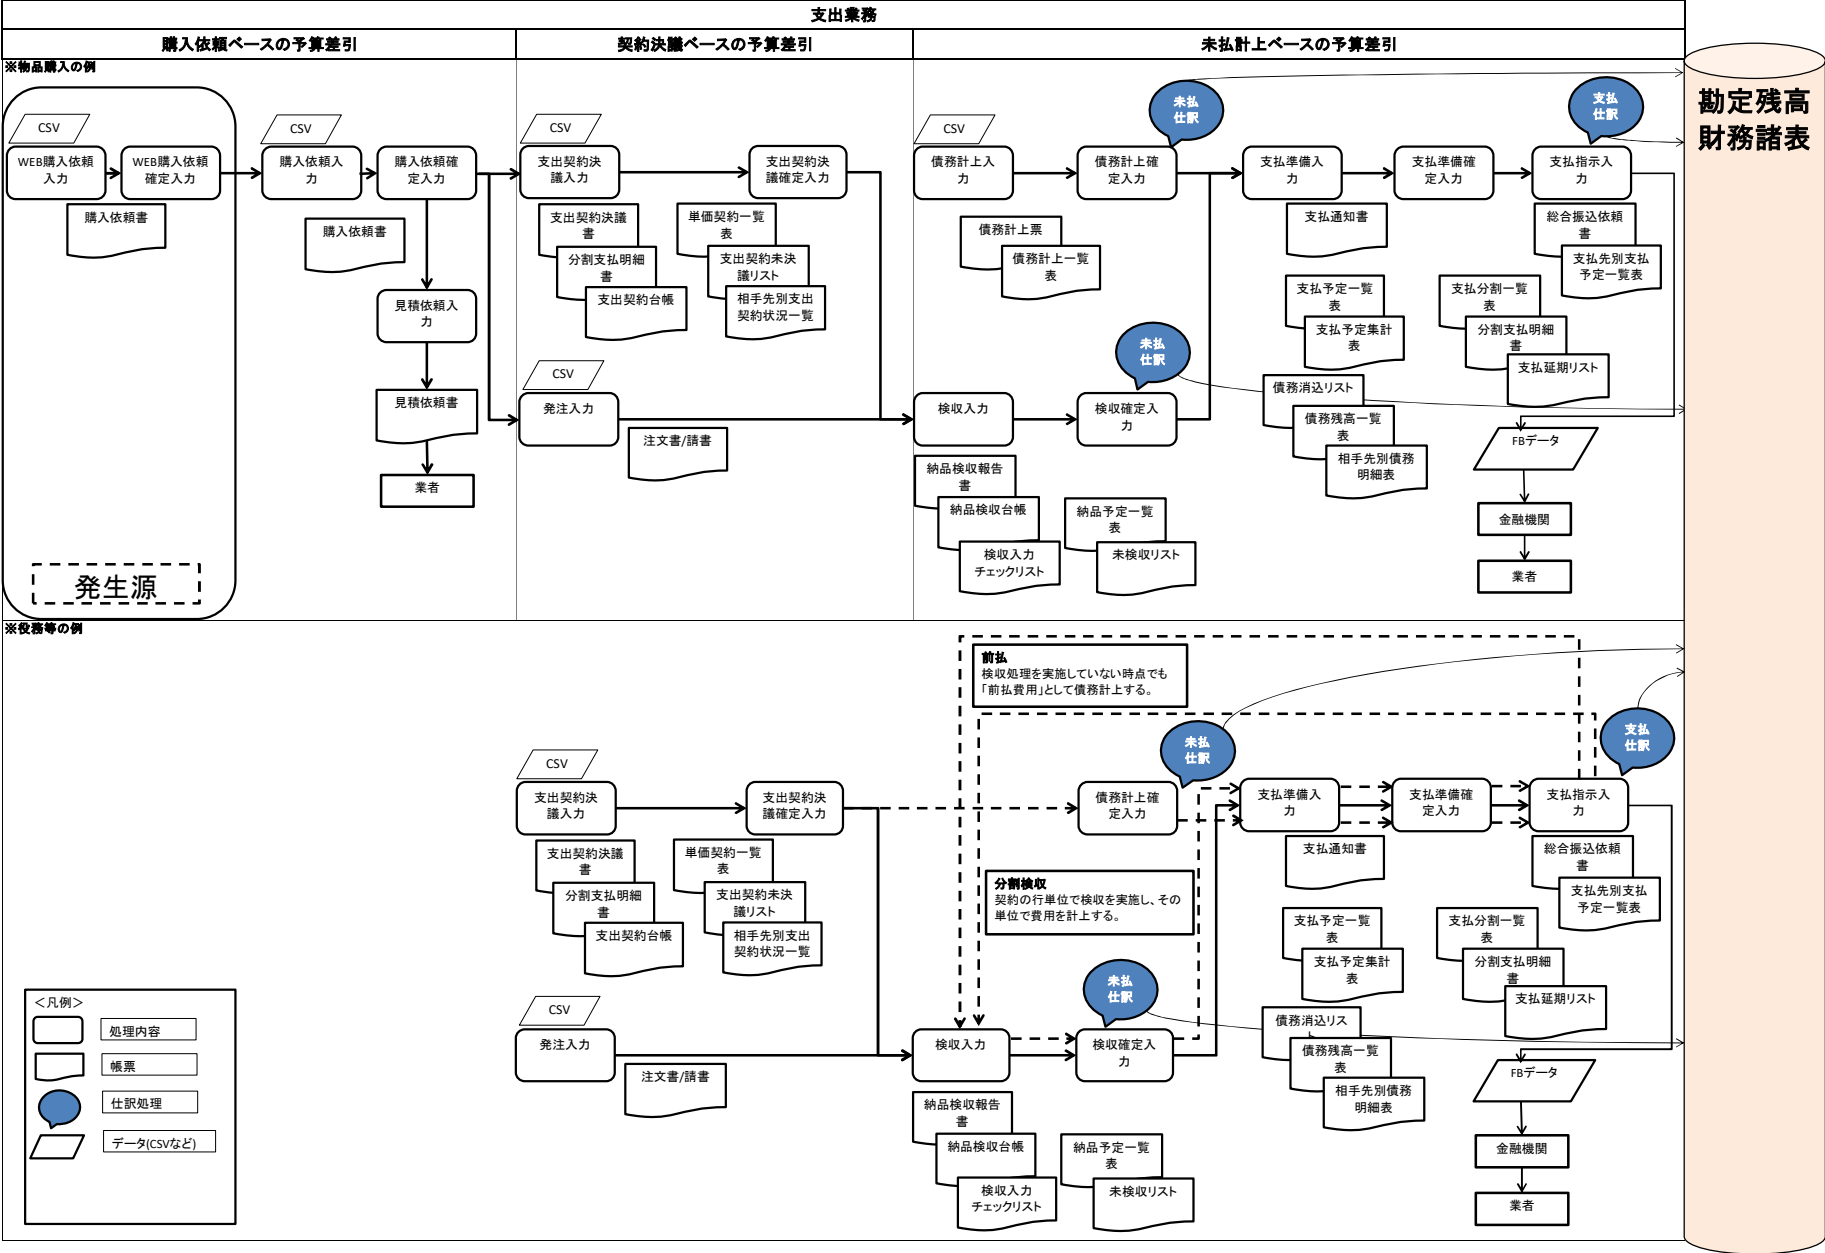 支出業務
購入依頼ベースの予算差引
契約決議ベースの予算差引
未払計上ベースの予算差引
勘定残高
財務諸表
※物品購入の例
CSV
WEB購入依頼
入力
WEB購入依頼
確定入力
購入依頼書
発生源
CSV
購入依頼入
力
購入依頼確
定入力
購入依頼書
見積依頼入
力
見積依頼書
業者
CSV
支出契約決
議入力
支出契約決
議確定入力
支出契約決議
書
分割支払明細
書
支出契約台帳
単価契約一覧
表
支出契約未決
議リスト
相手先別支出
契約状況一覧
CSV
発注入力
注文書/請書
CSV
債務計上入
力
債務計上確
定入力
未払
仕訳
債務計上票
債務計上一覧
表
未払
仕訳
検収入力
検収確定入
力
納品検収報告
書
納品検収台帳
検収入力
チェックリスト
納品予定一覧
表
未検収リスト
支払準備入
力
支払準備確
定入力
支払指示入
力
支払
仕訳
支払通知書
支払予定一覧
表
支払予定集計
表
債務消込リスト
債務残高一覧
表
相手先別債務
明細表
総合振込依頼
書
支払先別支払
予定一覧表
支払分割一覧
表
分割支払明細
書
支払延期リスト
FBデータ
金融機関
業者
※役務等の例
前払
検収処理を実施していない時点でも
「前払費用」として債務計上する。
CSV
支出契約決
議入力
支出契約決
議確定入力
支出契約決議
書
分割支払明細
書
支出契約台帳
単価契約一覧
表
支出契約未決
議リスト
相手先別支出
契約状況一覧
CSV
発注入力
注文書/請書
未払
仕訳
債務計上確
定入力
分割検収
契約の行単位で検収を実施し、その
単位で費用を計上する。
未払
仕訳
検収入力
検収確定入
力
納品検収報告
書
納品検収台帳
検収入力
チェックリスト
納品予定一覧
表
未検収リスト
支払準備入
力
支払準備確
定入力
支払指示入
力
支払
仕訳
支払通知書
支払予定一覧
表
支払予定集計
表
債務消込リス
債務残高一覧
表
相手先別債務
明細表
総合振込依頼
書
支払先別支払
予定一覧表
支払分割一覧
表
分割支払明細
書
支払延期リスト
FBデータ
金融機関
業者
＜凡例＞
処理内容
帳票
仕訳処理
データ(CSVなど)